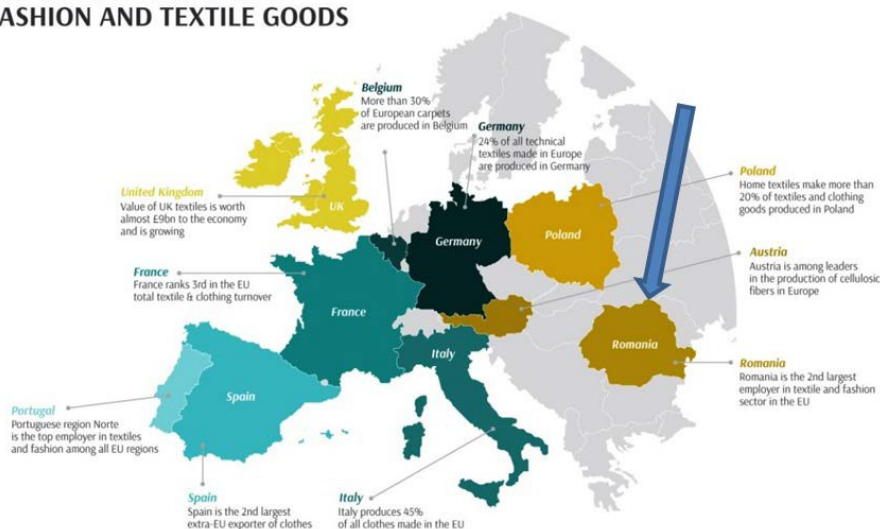 ASHION AND TEXTILE GOODS
Belgium
More than 30%
of European carpets
are produced in Belgium
Germany
24% of all technical
textiles made in Europe
are produced in Germany
United Kingdom
Value of UK textiles is worth
almost £9bn to the economy
and is growing
UK
Poland
Home textiles make more than
20% of textiles and clothing
goods produced in Poland
Germany
Poland
Austria
Austria is among leaders
in the production of cellulosic
fibers in Europe
France
France ranks 3rd in the EU
total textile & clothing turnover
France
Italy
Romania
Romania
Romania is the 2nd largest
employer in textile and fashion
sector in the EU
Spain
Portugal
Portuguese region Norte
is the top employer in textiles
and fashion among all EU regions
Spain
Spain is the 2nd largest
extra-EU exporter of clothes
Italy
Italy produces 45%
of all clothes made in the EU